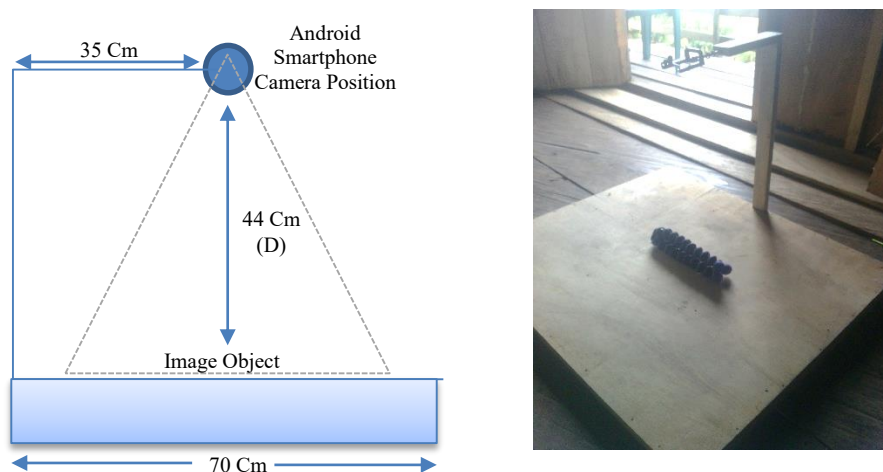 35 Cm
Android
Smartphone
Camera Position
44 Cm
(D)
Image Object
70 Cm